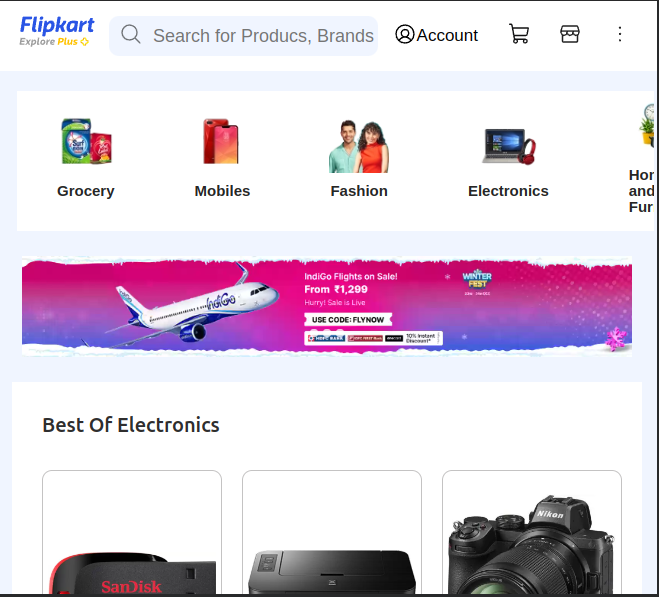 Flipkart
Explore Plus
Search for Producs, Brands
Account
Grocery
Mobiles
Fashion
Electronics
Hor
and
Fur
IndiGo
IndiGo Flights on Sale!
From ₹1,299
Hurry! Sale is Live
USE CODE: FLYNOW
HDFC BANK
10% Instant
Discount*
WINTER
FEST
Best Of Electronics
SanDisk
Nikon